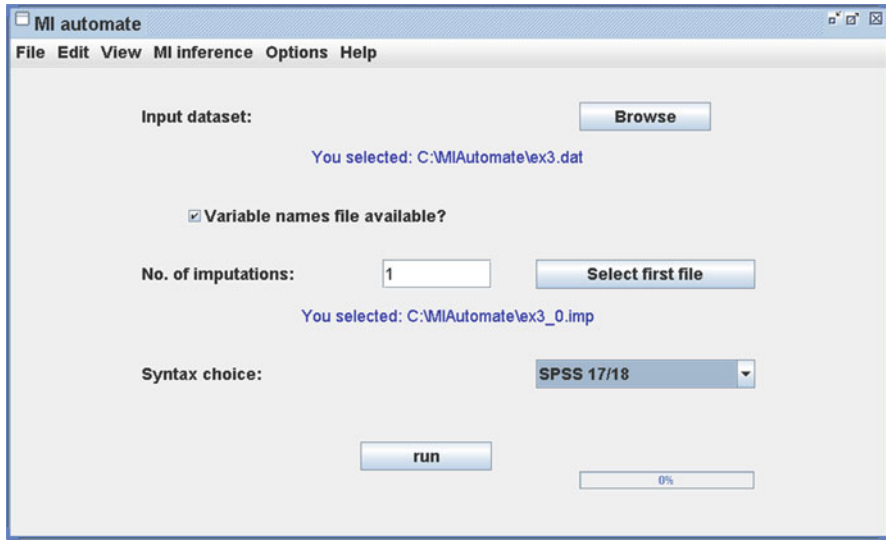 MI automate
File Edit View MI inference Options Help
Input dataset: Browse
You selected: C:\MIAutomate\ex3.dat
Variable names file available?
No. of imputations: 1 Select first file
You selected: C:\MIAutomate\ex3_0.imp
Syntax choice: SPSS 17/18
run
0%